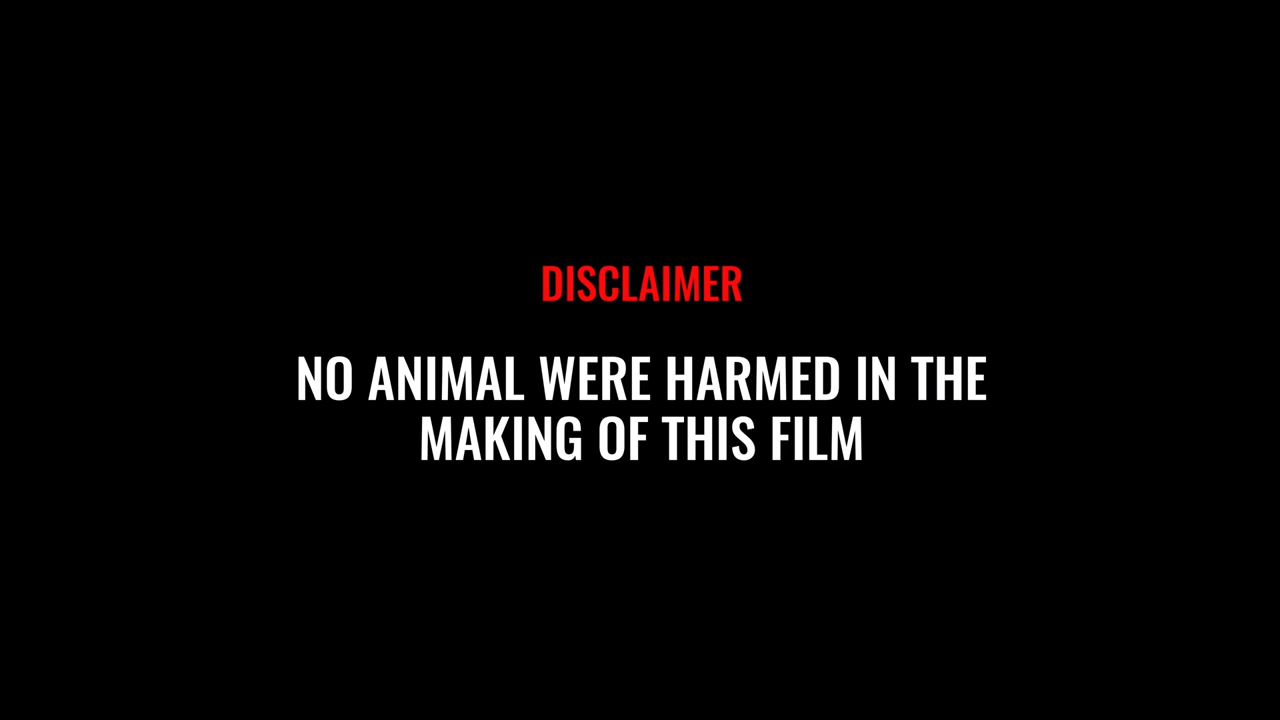 DISCLAIMER
NO ANIMAL WERE HARMED IN THE
MAKING OF THIS FILM